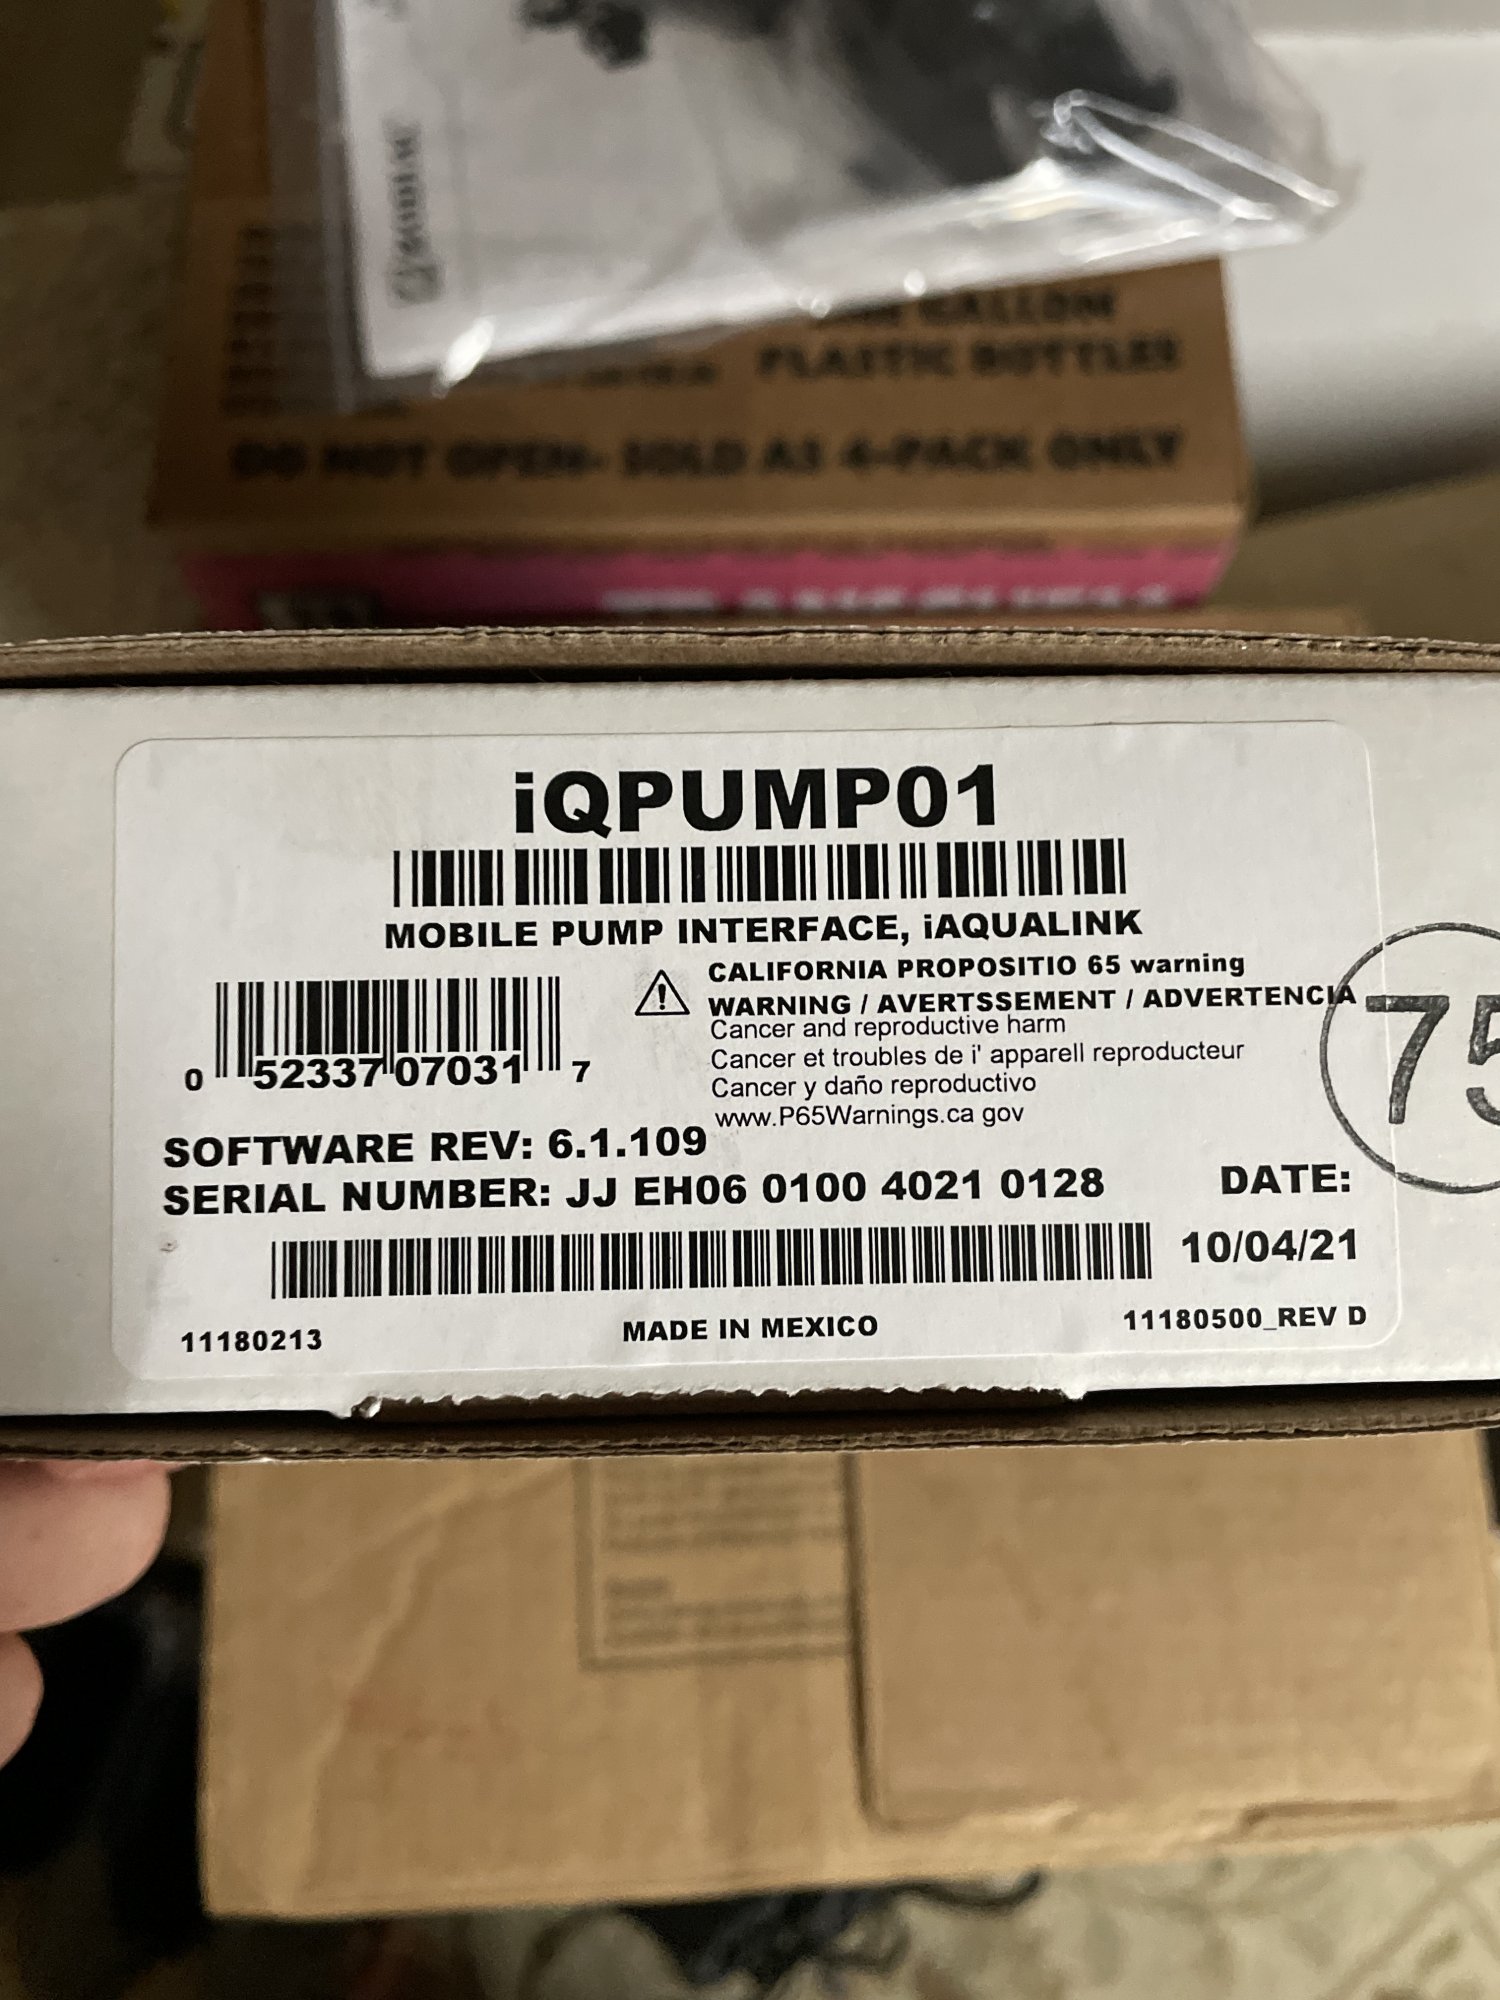 GALLON
PLASTIC BOTTLES
DO NOT OPEN- SOLD AS 4-PACK ONLY
iQPUMP01
MOBILE PUMP INTERFACE, iAQUALINK
CALIFORNIA PROPOSITIO 65 warning
WARNING / AVERTSSEMENT / ADVERTENCIA
Cancer and reproductive harm
Cancer et troubles de i' apparell reproducteur
Cancer y daño reproductivo
www.P65Warnings.ca gov
0 52337 07031 7
75
SOFTWARE REV: 6.1.109
SERIAL NUMBER: JJ EH06 0100 4021 0128
DATE:
10/04/21
11180213
MADE IN MEXICO
11180500_REV D